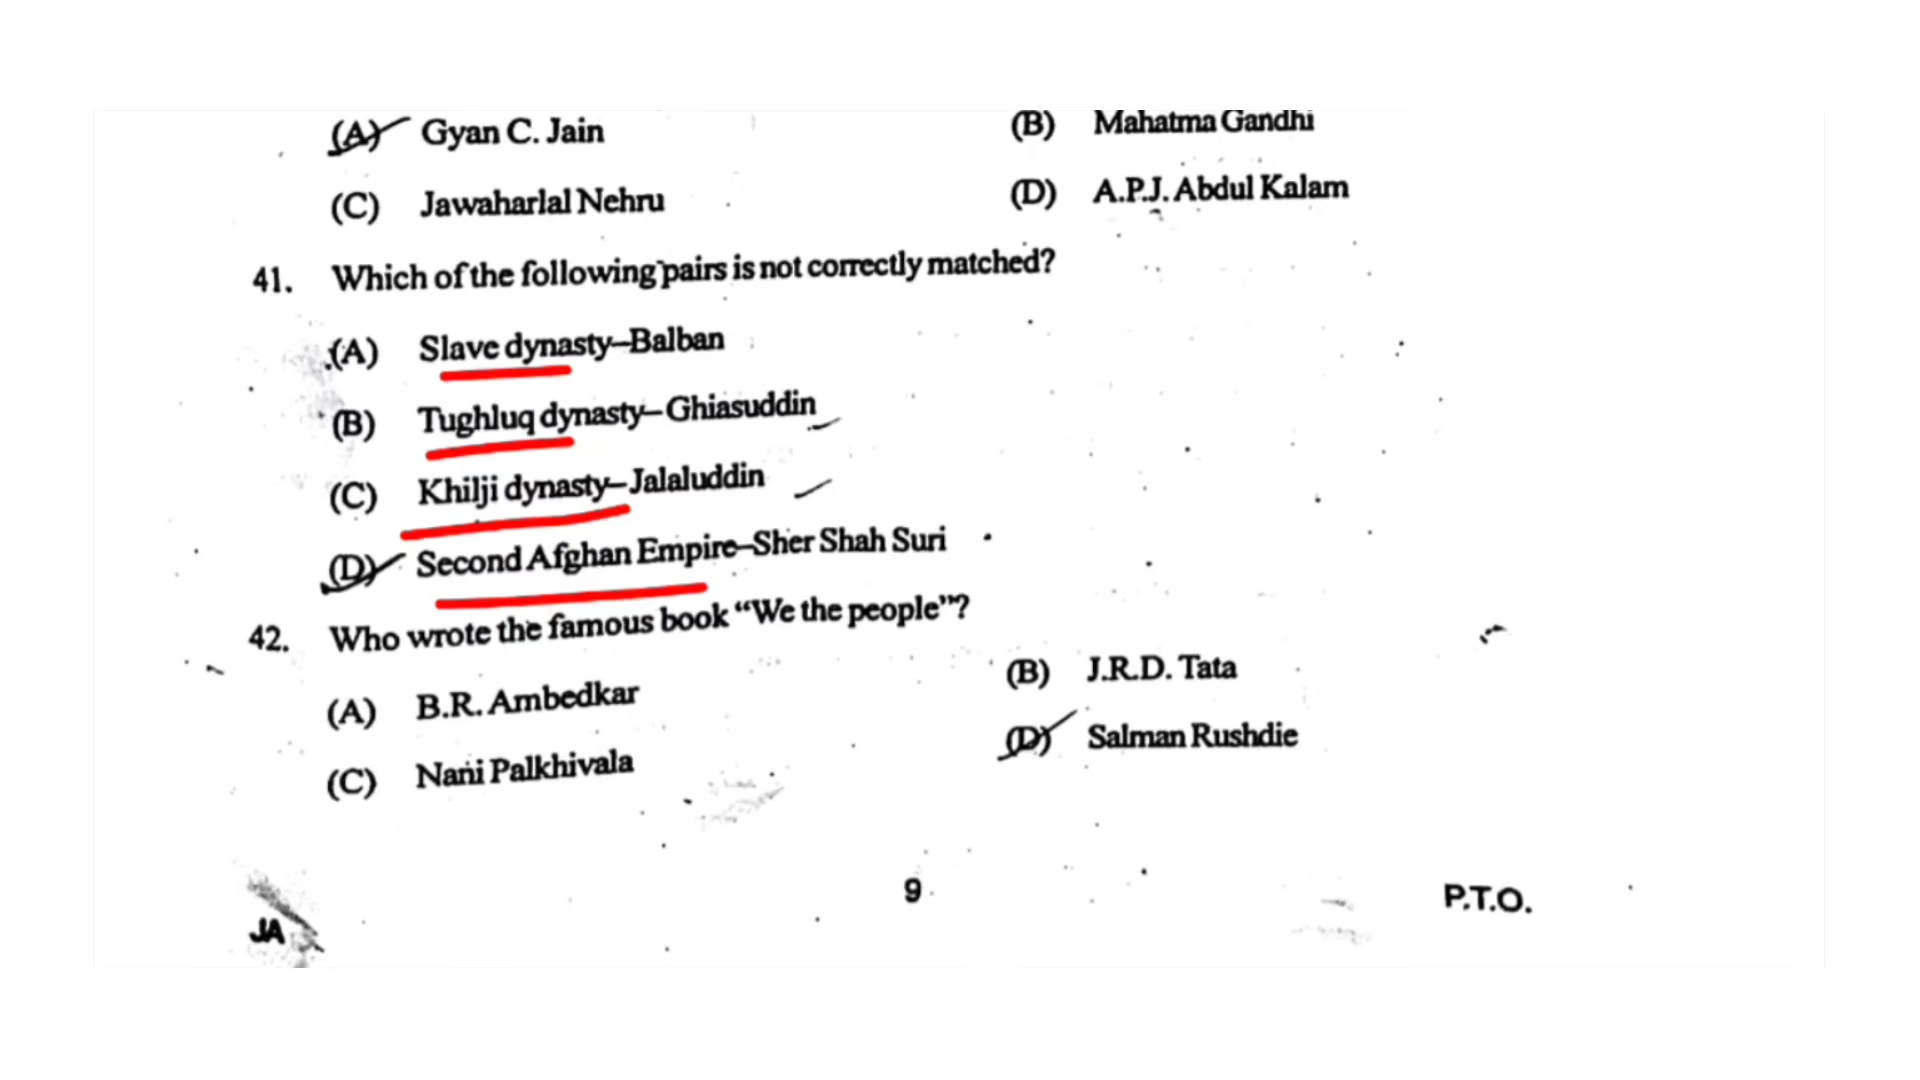 (A) Gyan C. Jain (B) Mahatma Gandhi
(C) Jawaharlal Nehru (D) A.P.J. Abdul Kalam
41. Which of the following pairs is not correctly matched?
(A) Slave dynasty–Balban
(B) Tughluq dynasty–Ghiasuddin
(C) Khilji dynasty–Jalaluddin
(D) Second Afghan Empire–Sher Shah Suri
42. Who wrote the famous book “We the people”?
(A) B.R. Ambedkar (B) J.R.D. Tata
(C) Nani Palkhivala (D) Salman Rushdie
JA 9 P.T.O.